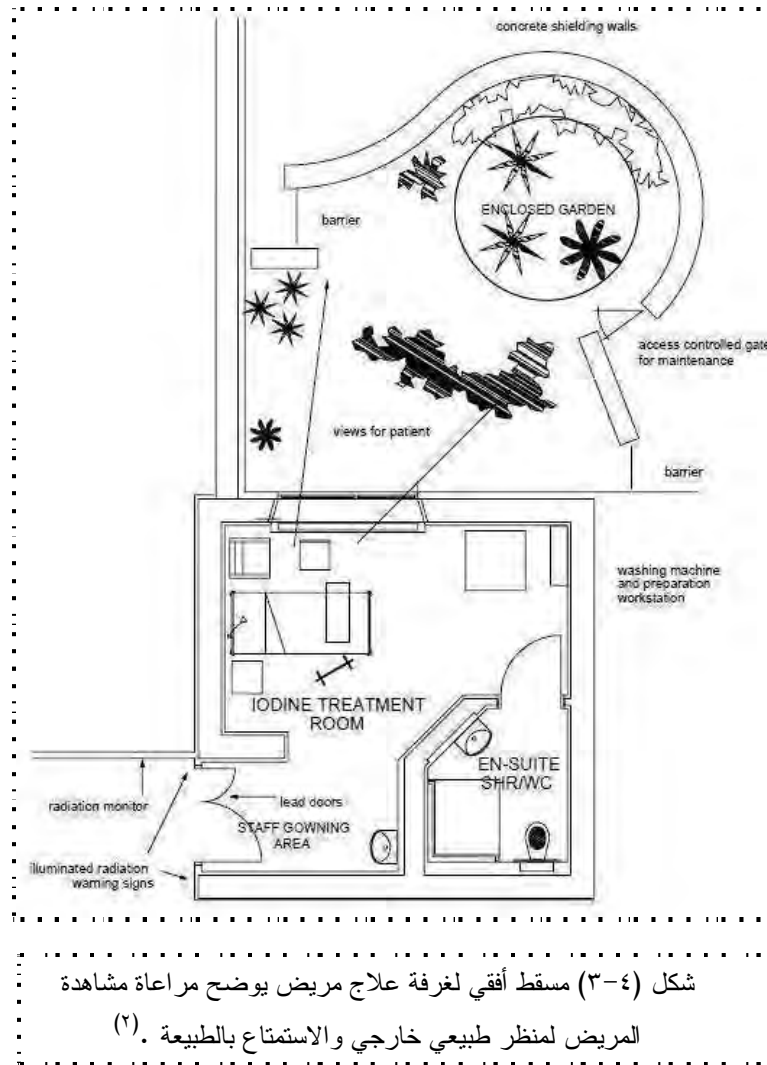 concrete shielding walls
barrier
ENCLOSED GARDEN
access controlled gate
for maintenance
views for patient
barrier
washing machine
and preparation
workstation
IODINE TREATMENT
ROOM
EN-SUITE
SHR/WC
radiation monitor
lead doors
STAFF GOWNING
AREA
illuminated radiation
warning signs
شكل (٤-٣) مسقط أفقي لغرفة علاج مريض يوضح مراعاة مشاهدة
المريض لمنظر طبيعي خارجي والاستمتاع بالطبيعة .(٢)